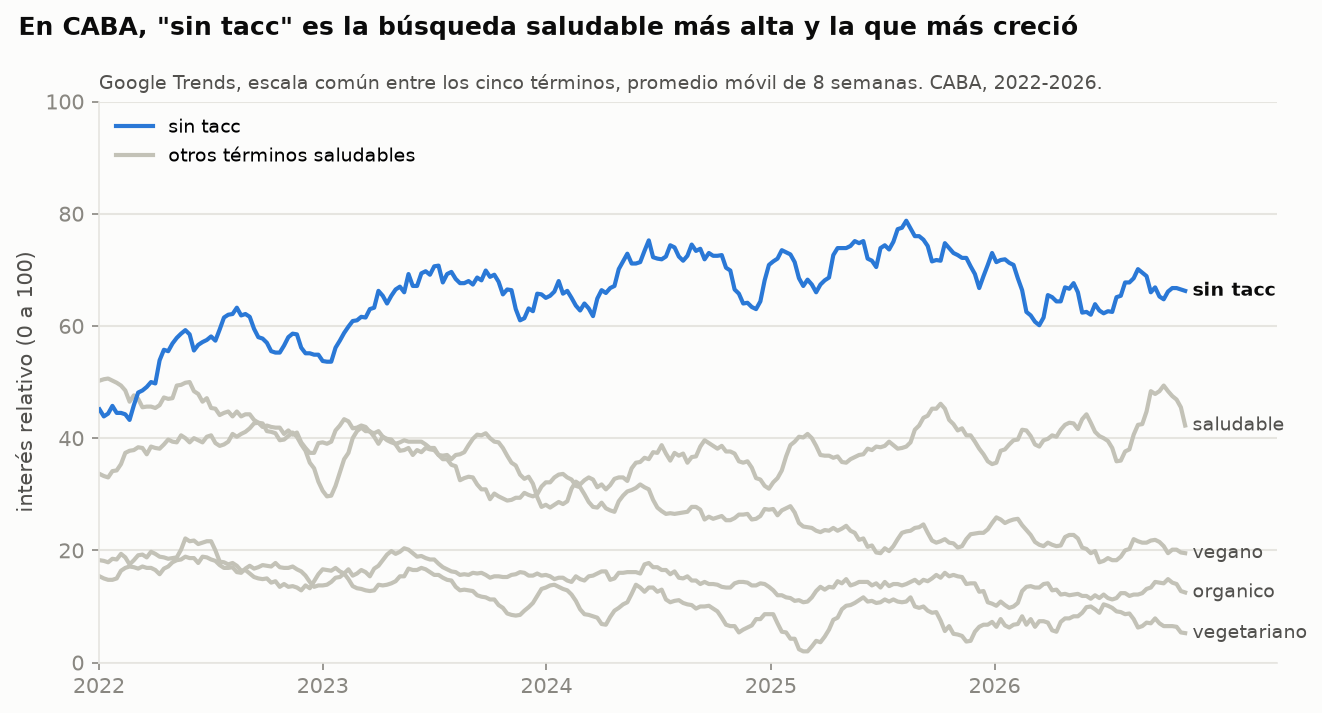 En CABA, "sin tacc" es la búsqueda saludable más alta y la que más creció
Google Trends, escala común entre los cinco términos, promedio móvil de 8 semanas. CABA, 2022-2026.
100
sin tacc
otros términos saludables
80
60
40
20
0
interés relativo (0 a 100)
sin tacc
saludable
vegano
organico
vegetariano
2022
2023
2024
2025
2026